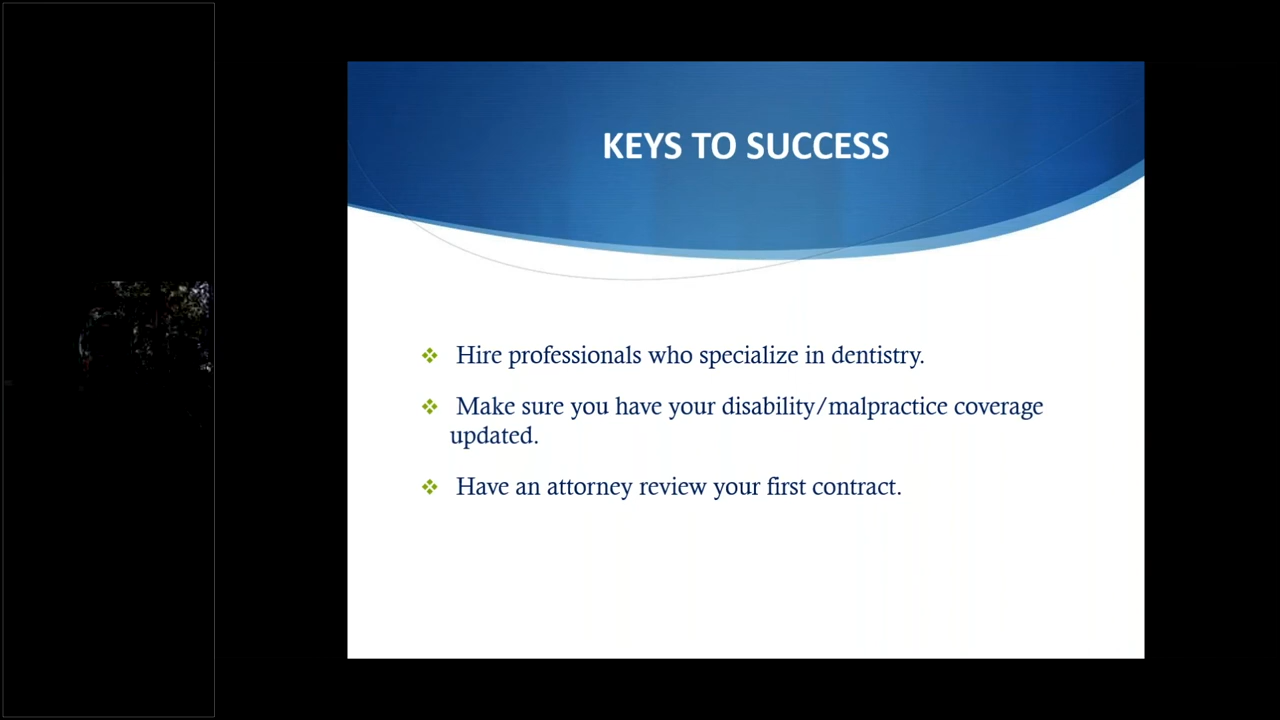 KEYS TO SUCCESS
Hire professionals who specialize in dentistry.
Make sure you have your disability/malpractice coverage
updated.
Have an attorney review your first contract.